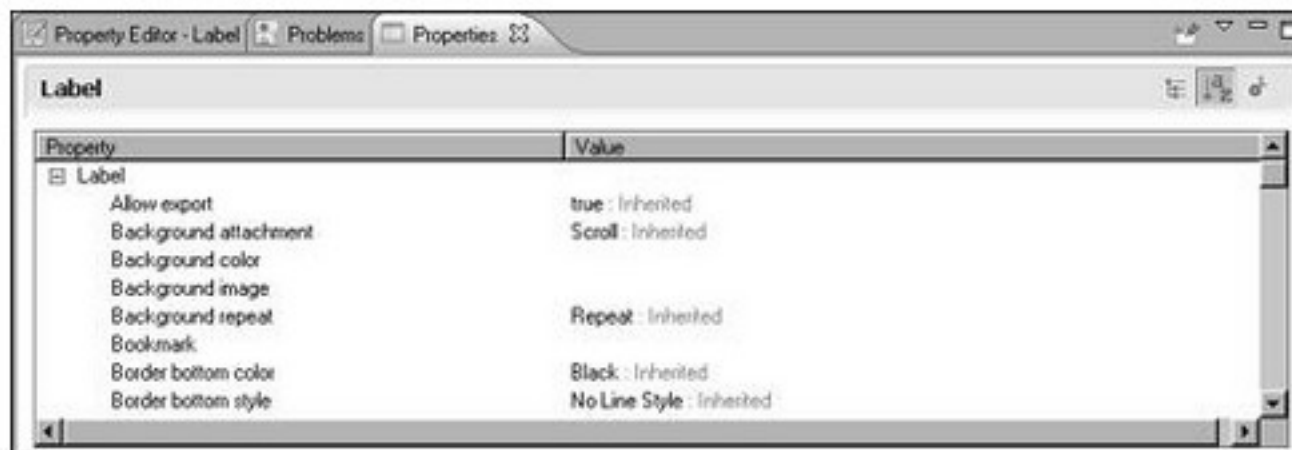 Property Editor - Label Problems Properties
Label
Property Value
Label
Allow export true : Inherited
Background attachment Scroll : Inherited
Background color
Background image
Background repeat Repeat : Inherited
Bookmark
Border bottom color Black : Inherited
Border bottom style No Line Style : Inherited